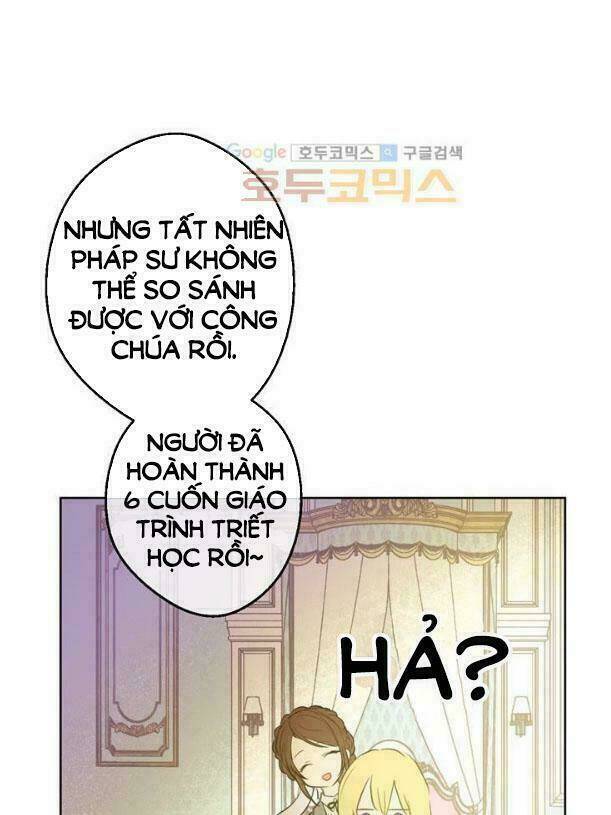 Google 호두코믹스 구글검색
호두코믹스
NHƯNG TẤT NHIÊN
PHÁP SƯ KHÔNG
THỂ SO SÁNH
ĐƯỢC VỚI CÔNG
CHÚA RỒI.
NGƯỜI ĐÃ
HOÀN THÀNH
6 CUỐN GIÁO
TRÌNH TRIẾT
HỌC RỒI~
HẢ?